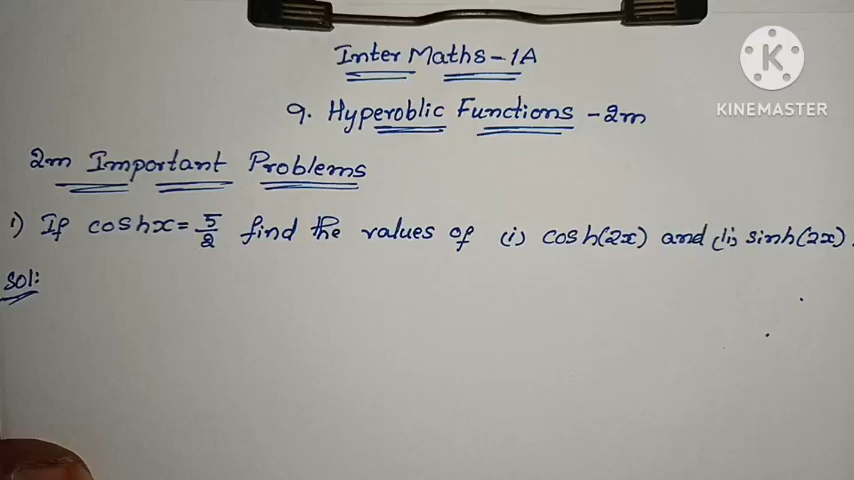 Inter Maths-1A
KINEMASTER
9. Hyperoblic Functions -2m
2m Important Problems
1) If coshx=5/2 find the values of (i) cosh(2x) and (ii) sinh(2x).
Sol: